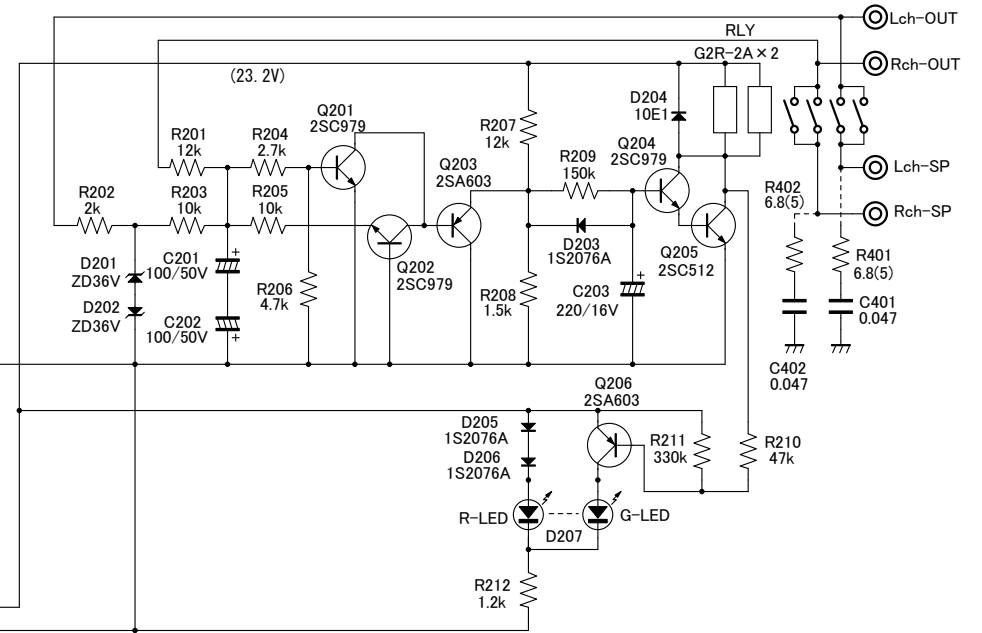 Lch-OUT
RLY
G2R-2A×2
Rch-OUT
(23.2V)
Q201
2SC979
D204
10E1
R201
12k
R204
2.7k
R207
12k
Q204
2SC979
Q203
2SA603
R209
150k
Lch-SP
R202
2k
R203
10k
R205
10k
R402
6.8(5)
Rch-SP
D201
ZD36V
C201
100/50V
+
Q202
2SC979
D203
1S2076A
Q205
2SC512
R401
6.8(5)
D202
ZD36V
C202
100/50V
+
R206
4.7k
R208
1.5k
C203
220/16V
+
C401
0.047
C402
0.047
Q206
2SA603
D205
1S2076A
D206
1S2076A
R211
330k
R210
47k
R-LED
G-LED
D207
R212
1.2k